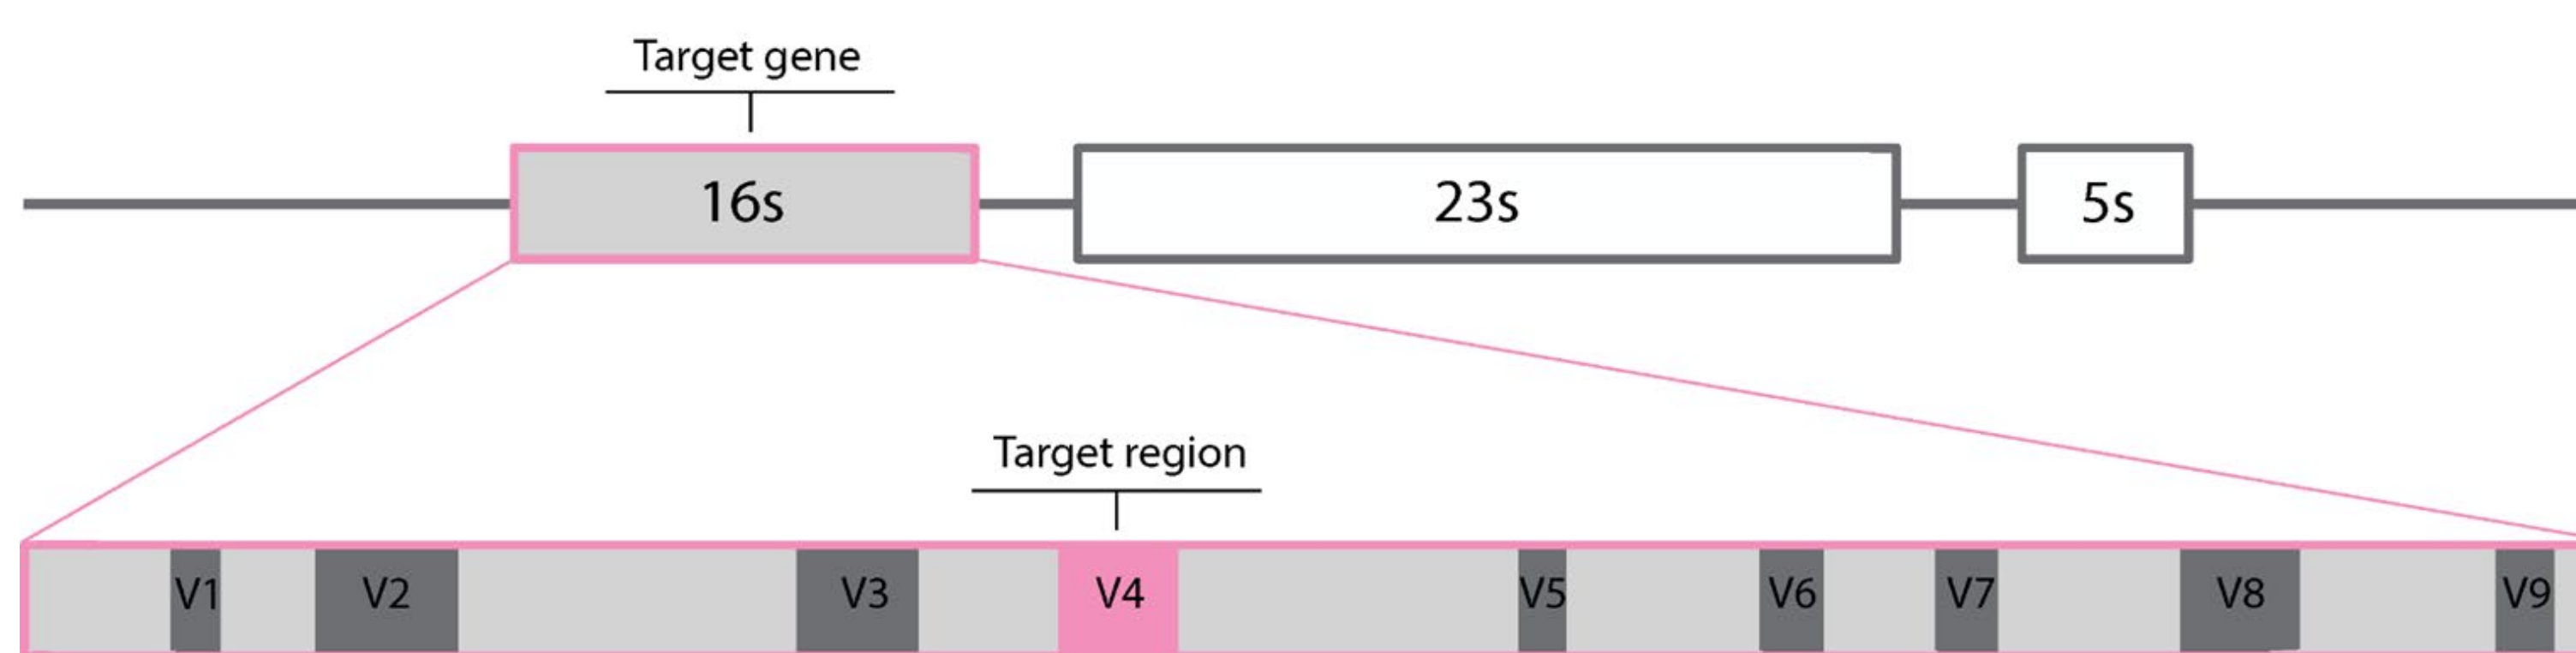 Target gene
16s 23s 5s
Target region
V1 V2 V3 V4 V5 V6 V7 V8 V9